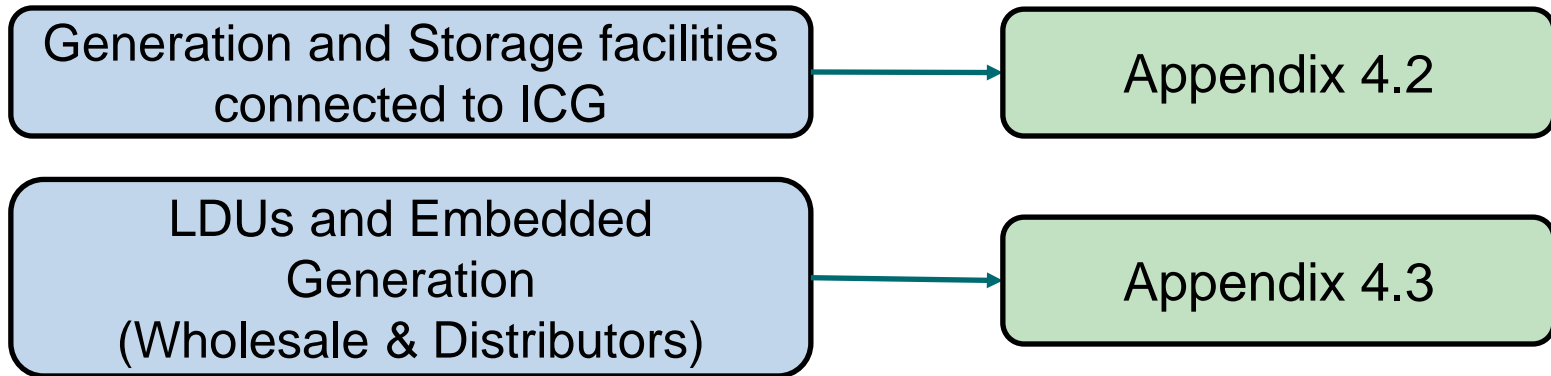 Generation and Storage facilities
connected to ICG
Appendix 4.2
LDUs and Embedded
Generation
(Wholesale & Distributors)
Appendix 4.3